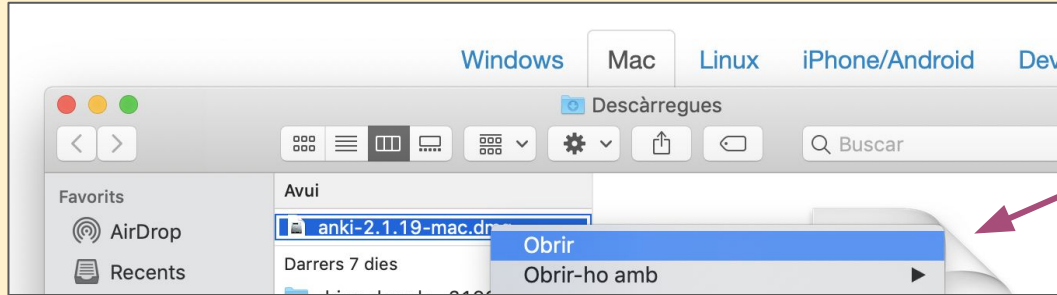 Windows Mac Linux iPhone/Android Dev
Descàrregues
Buscar
Favorits
Avui
AirDrop
anki-2.1.19-mac.dmg
Obrir
Darrers 7 dies
Recents
Obrir-ho amb